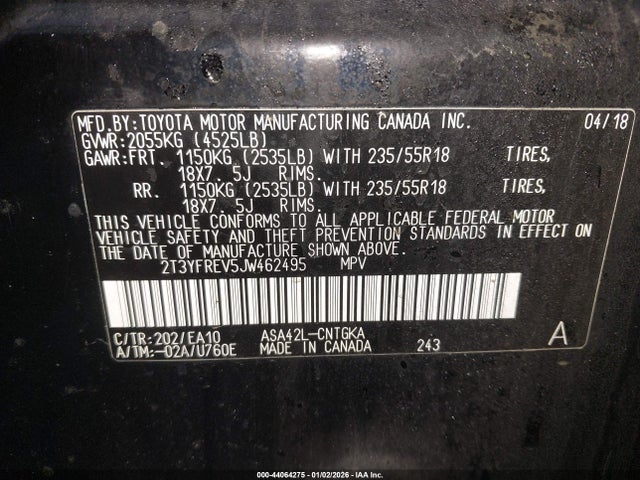 MFD.BY:TOYOTA MOTOR MANUFACTURING CANADA INC. 04/18
GVWR:2055KG (4525LB)
GAWR:FRT. 1150KG (2535LB) WITH 235/55R18 TIRES,
18X7.5J RIMS.
RR. 1150KG (2535LB) WITH 235/55R18 TIRES,
18X7.5J RIMS.
THIS VEHICLE CONFORMS TO ALL APPLICABLE FEDERAL MOTOR
VEHICLE SAFETY AND THEFT PREVENTION STANDARDS IN EFFECT ON
THE DATE OF MANUFACTURE SHOWN ABOVE.
2T3YFREV5JW462495 MPV
C/TR:202/EA10 ASA42L-CNTGKA A
A/TM:-02A/U760E MADE IN CANADA 243
000-44064275 - 01/02/2026 - IAA Inc.